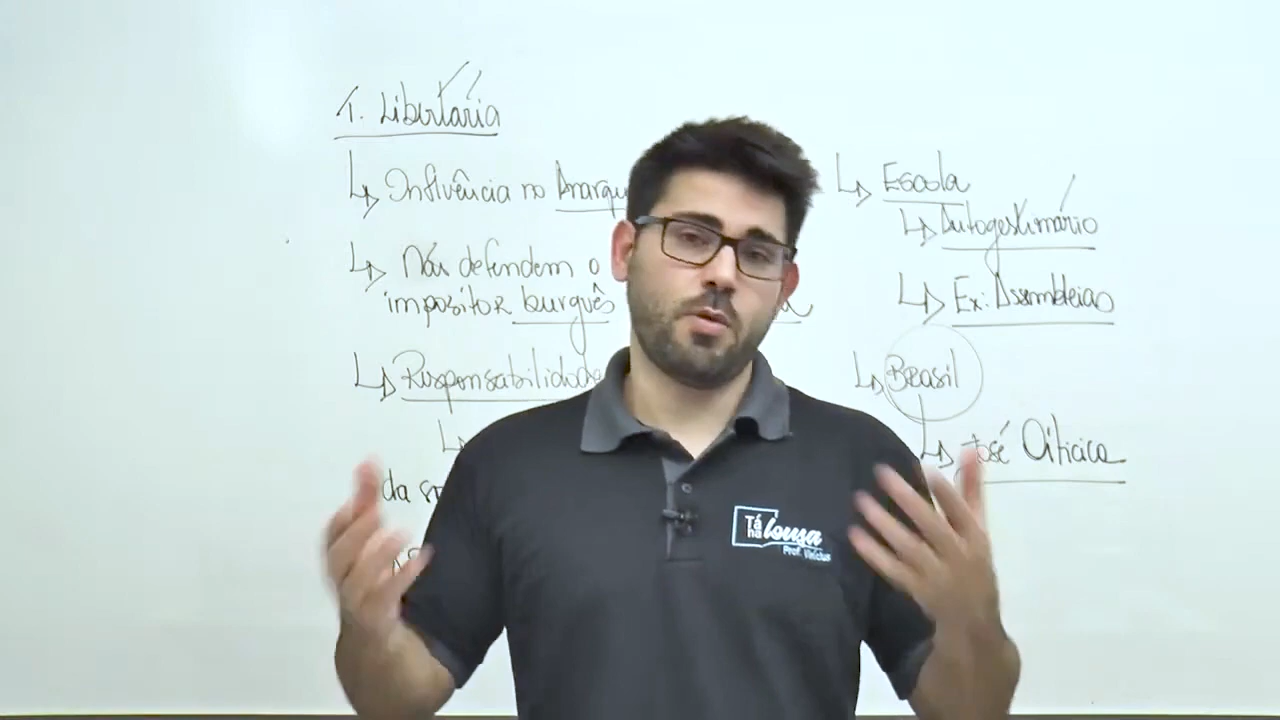 T. Libertária
Influência no Anarqu
Não defendem o
impositor burguês
Responsabilidade
da
Escola
Autogestinário
Ex: Assembleias
Brasil
José Oiticica
Tá
na lousa
Prof. Vinícius